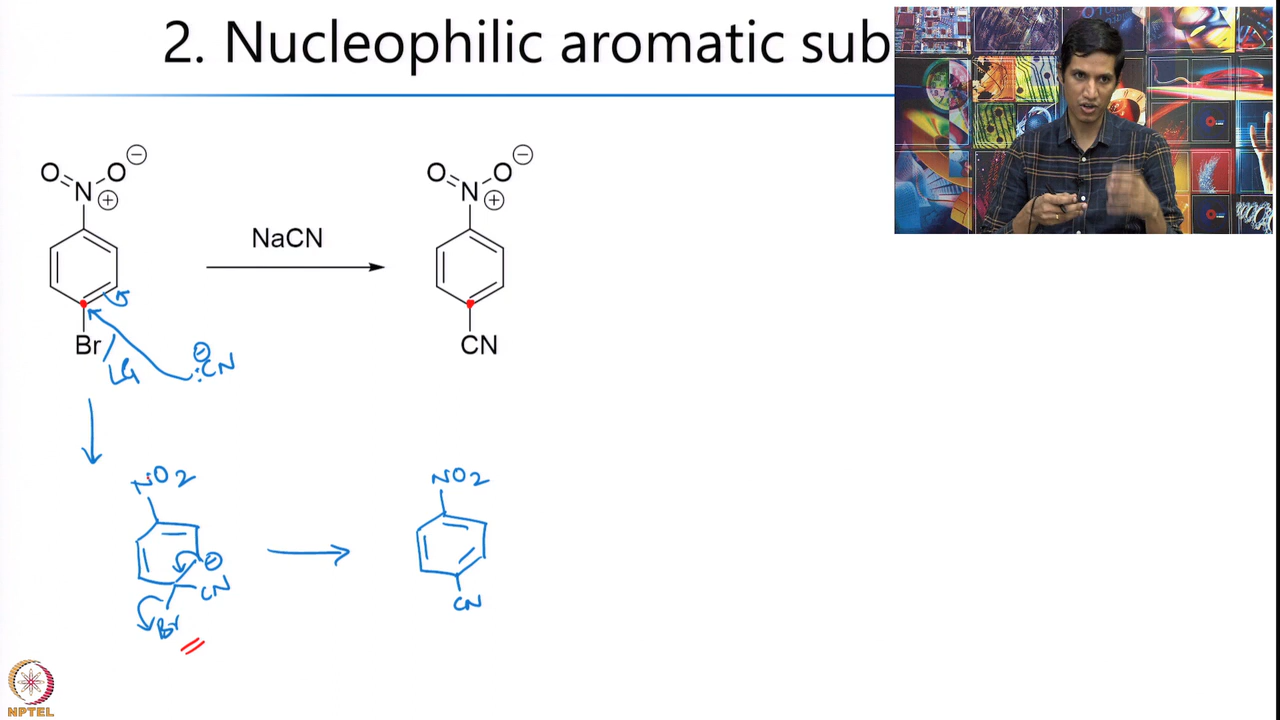 2. Nucleophilic aromatic sub
O N O −
+
NaCN
Br
LG
⊖
:CN
O N O −
+
CN
NO2
⊖
CN
Br
NO2
CN
NPTEL